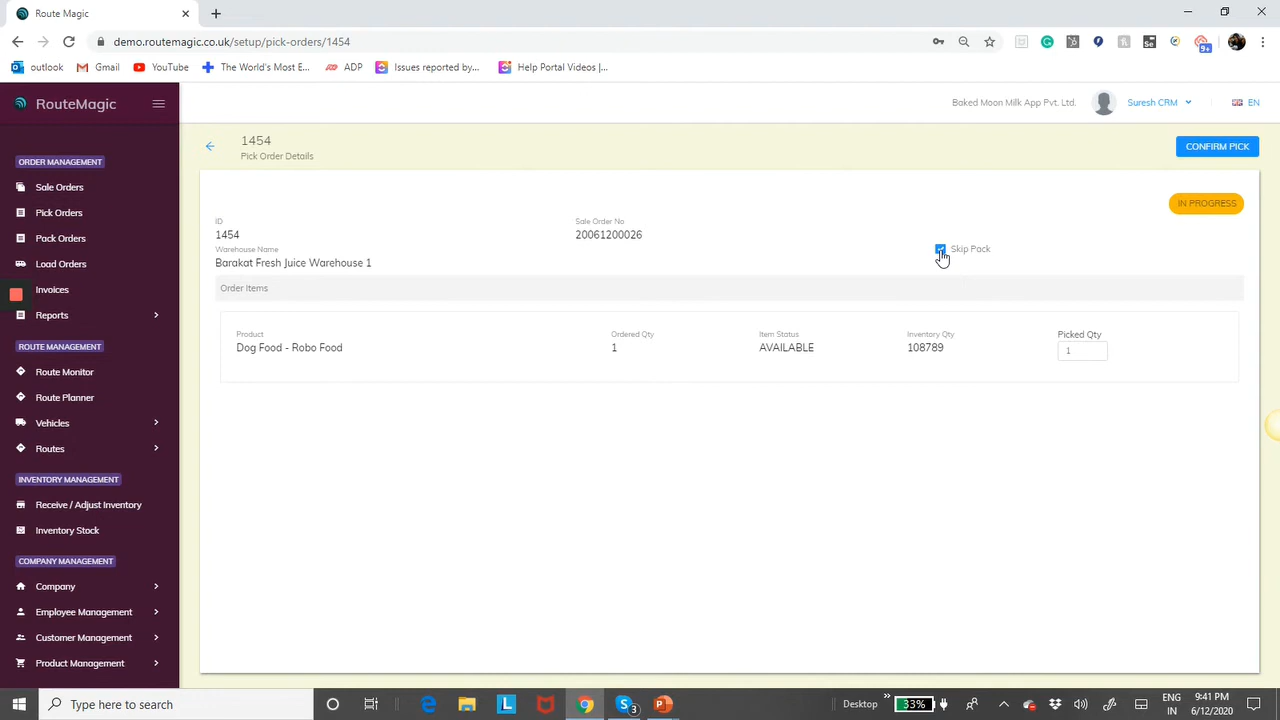 Route Magic
demo.routemagic.co.uk/setup/pick-orders/1454
9+
outlook
Gmail
YouTube
The World's Most E...
ADP
Issues reported by...
Help Portal Videos |...
RouteMagic
Baked Moon Milk App Pvt. Ltd.
Suresh CRM
EN
ORDER MANAGEMENT
Sale Orders
Pick Orders
Pack Orders
Load Orders
Invoices
Reports
ROUTE MANAGEMENT
Route Monitor
Route Planner
Vehicles
Routes
INVENTORY MANAGEMENT
Receive / Adjust Inventory
Inventory Stock
COMPANY MANAGEMENT
Company
Employee Management
Customer Management
Product Management
1454
Pick Order Details
CONFIRM PICK
IN PROGRESS
ID
1454
Sale Order No
20061200026
Warehouse Name
Barakat Fresh Juice Warehouse 1
Skip Pack
Order Items
Product
Dog Food - Robo Food
Ordered Qty
1
Item Status
AVAILABLE
Inventory Qty
108789
Picked Qty
1
Type here to search
L
3
Desktop
33%
ENG
IN
9:41 PM
6/12/2020